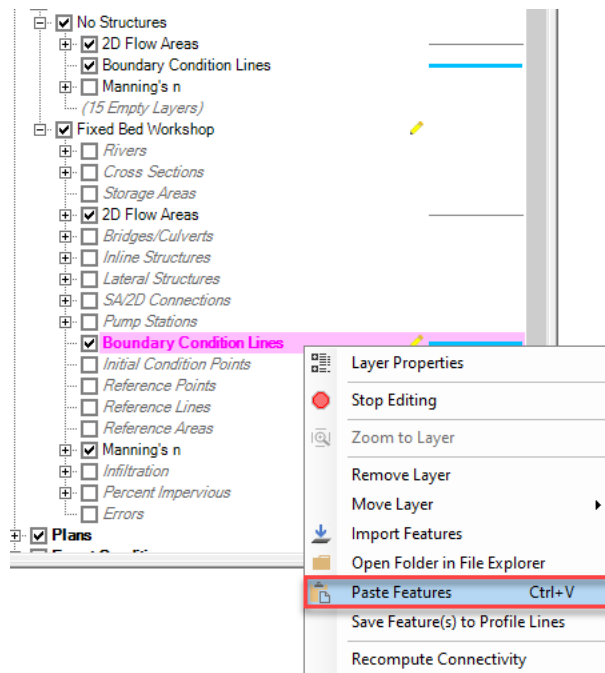 No Structures
2D Flow Areas
Boundary Condition Lines
Manning's n
(15 Empty Layers)
Fixed Bed Workshop
Rivers
Cross Sections
Storage Areas
2D Flow Areas
Bridges/Culverts
Inline Structures
Lateral Structures
SA/2D Connections
Pump Stations
Boundary Condition Lines
Initial Condition Points
Reference Points
Reference Lines
Reference Areas
Manning's n
Infiltration
Percent Impervious
Errors
Plans
Layer Properties
Stop Editing
Zoom to Layer
Remove Layer
Move Layer
Import Features
Open Folder in File Explorer
Paste Features Ctrl+V
Save Feature(s) to Profile Lines
Recompute Connectivity